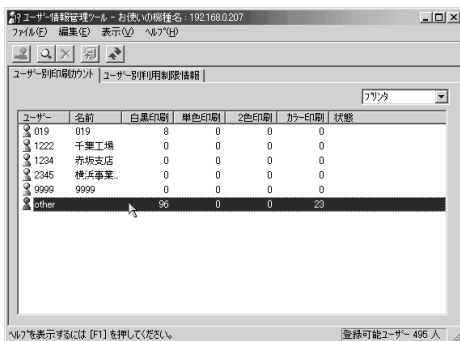 ユーザー情報管理ツール - お使いの機種名 : 192.168.0.207
ファイル(F) 編集(E) 表示(V) ヘルプ(H)
ユーザー別印刷カウント ユーザー別利用制限情報
プリンタ
ユーザー 名前 白黒印刷 単色印刷 2色印刷 カラー印刷 状態
019 019 8 0 0 0
1222 千葉工場 0 0 0 0
1234 赤坂支店 0 0 0 0
2345 横浜事業.. 0 0 0 0
9999 9999 0 0 0 0
other 96 0 0 23
ヘルプを表示するには [F1] を押してください。 登録可能ユーザー 495 人